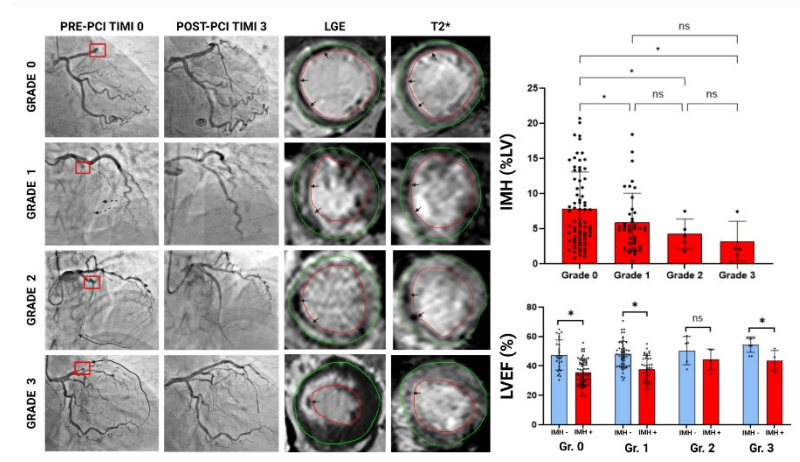 PRE-PCI TIMI 0 POST-PCI TIMI 3 LGE T2*
GRADE 0
GRADE 1
GRADE 2
GRADE 3
ns
*
*
* ns ns
IMH (%LV)
25
20
15
10
5
0
Grade 0 Grade 1 Grade 2 Grade 3
LVEF (%)
80
60
40
20
0
* * ns *
IMH - IMH + IMH - IMH + IMH - IMH + IMH - IMH +
Gr. 0 Gr. 1 Gr. 2 Gr. 3